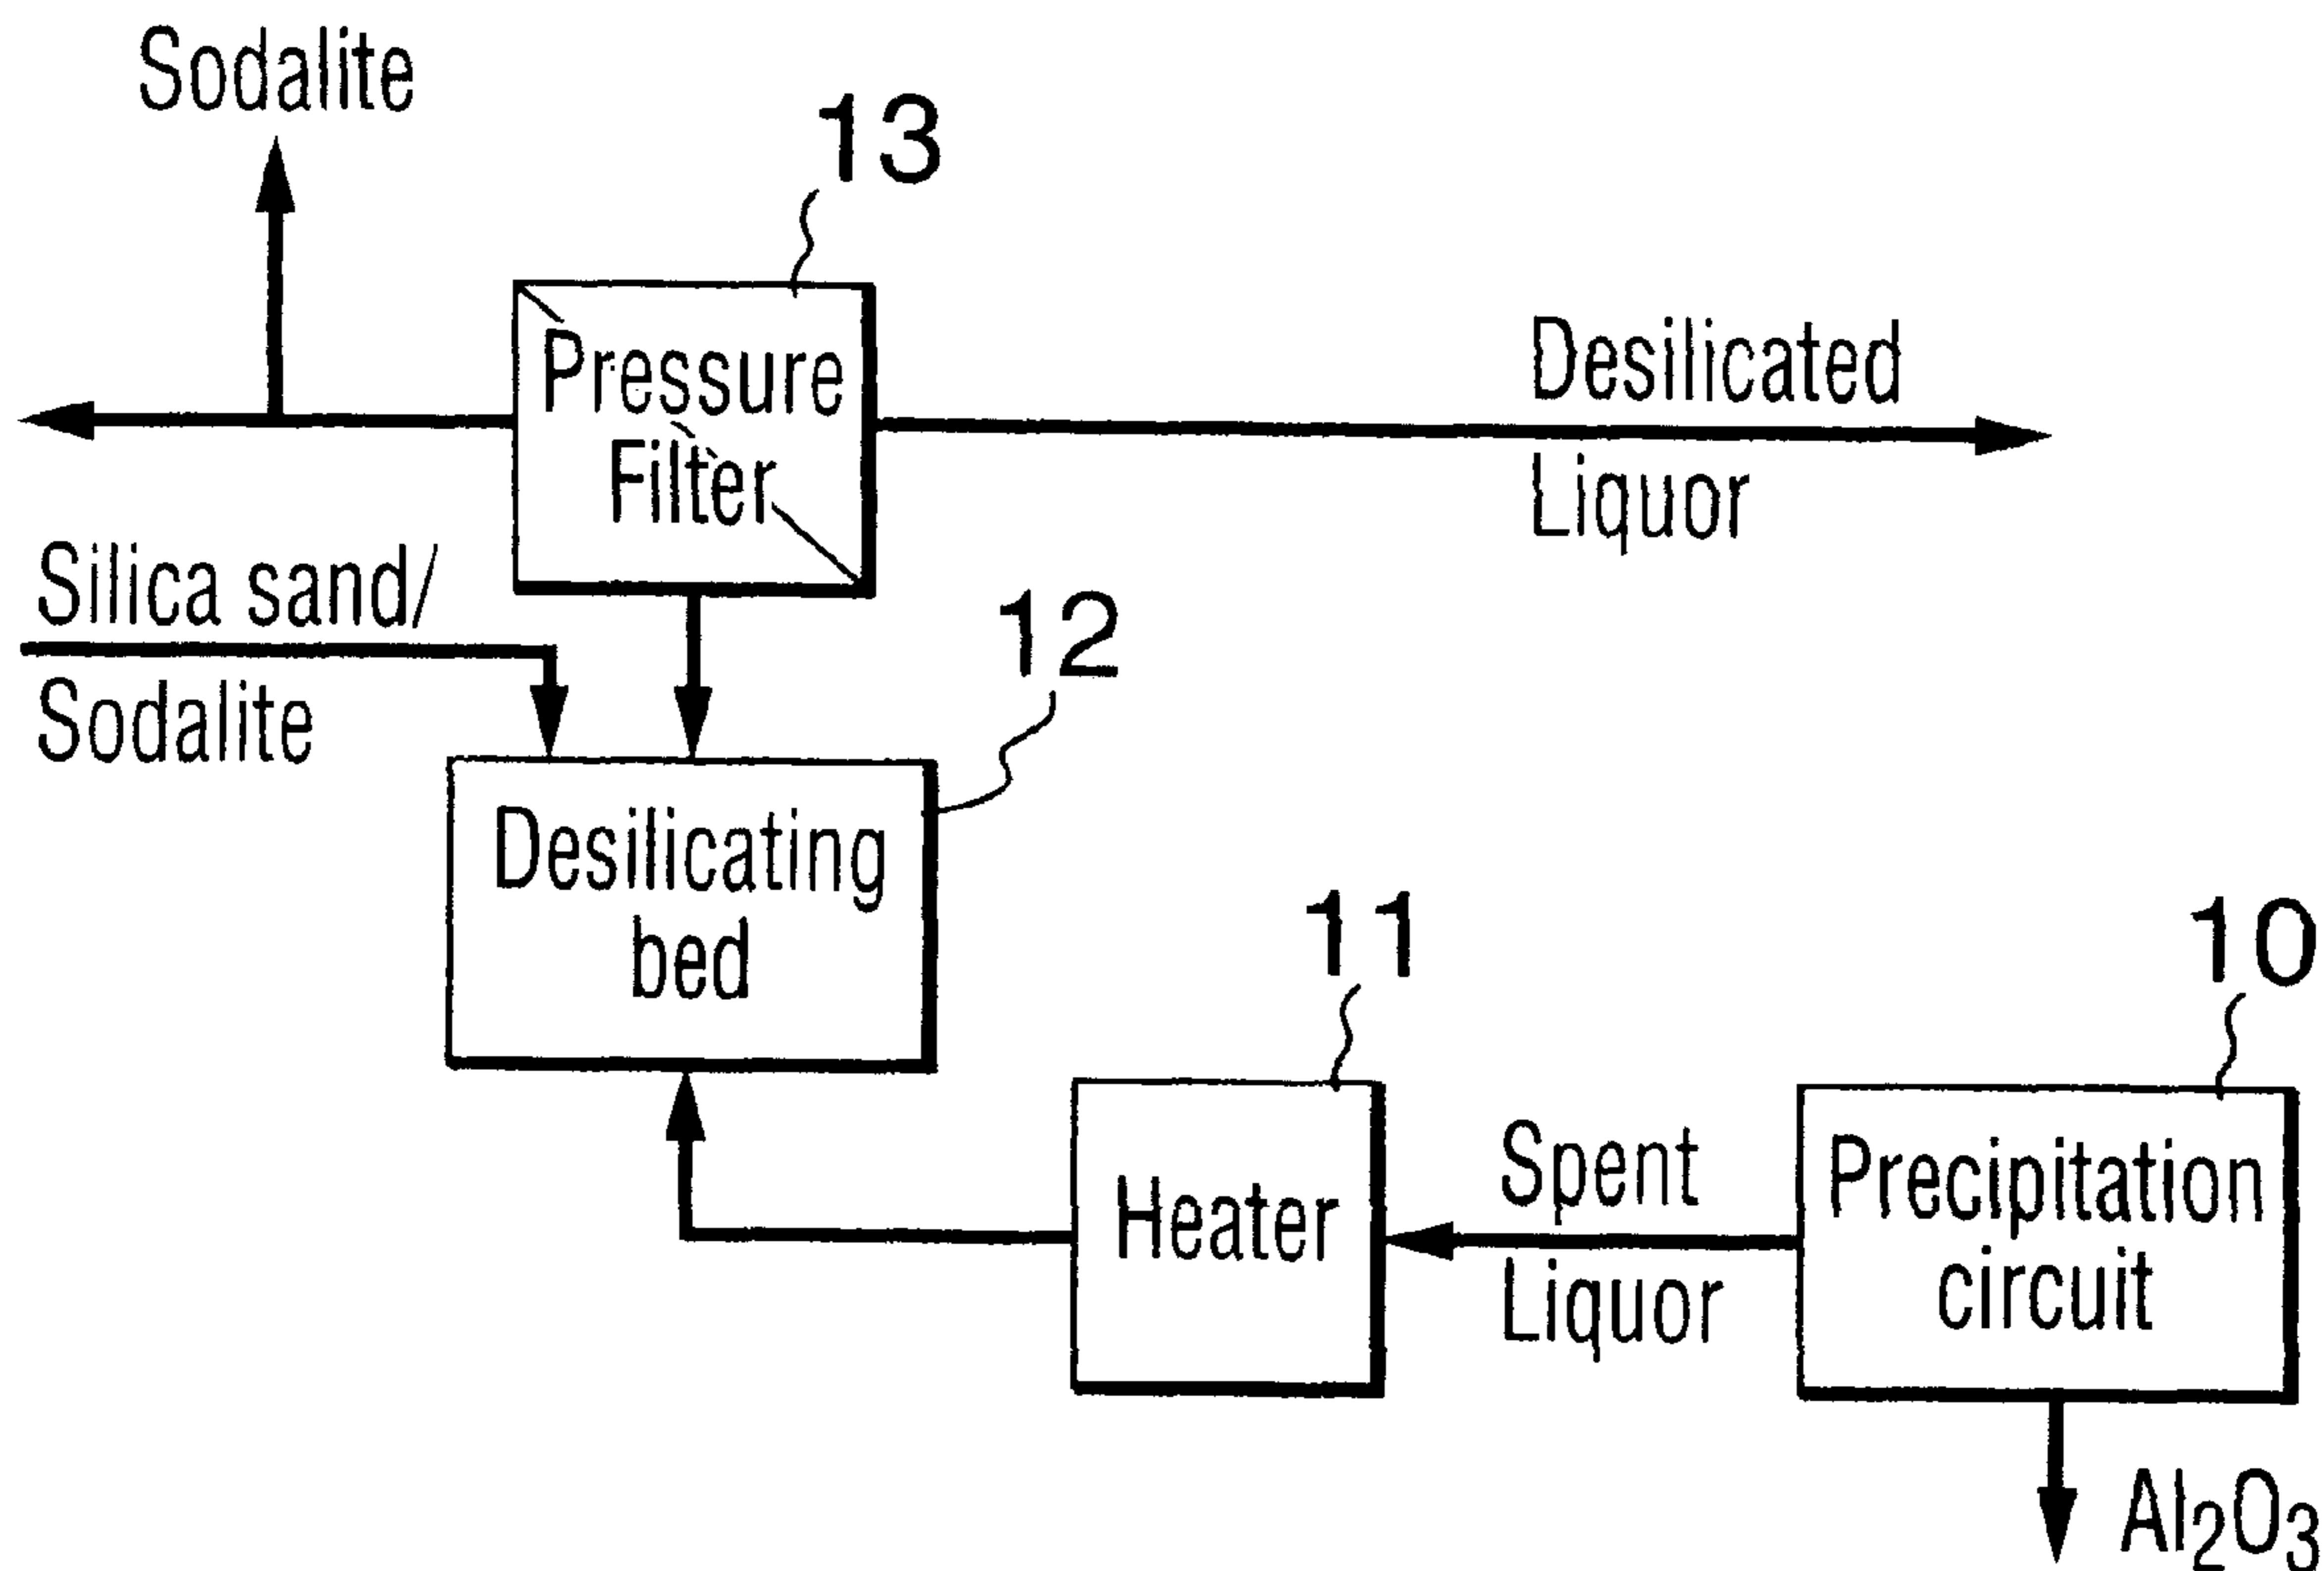 Sodalite
13
Pressure
Filter
Desilicated
Liquor
Silica sand/
Sodalite
12
Desilicating
bed
11
10
Heater
Spent
Liquor
Precipitation
circuit
Al₂O₃